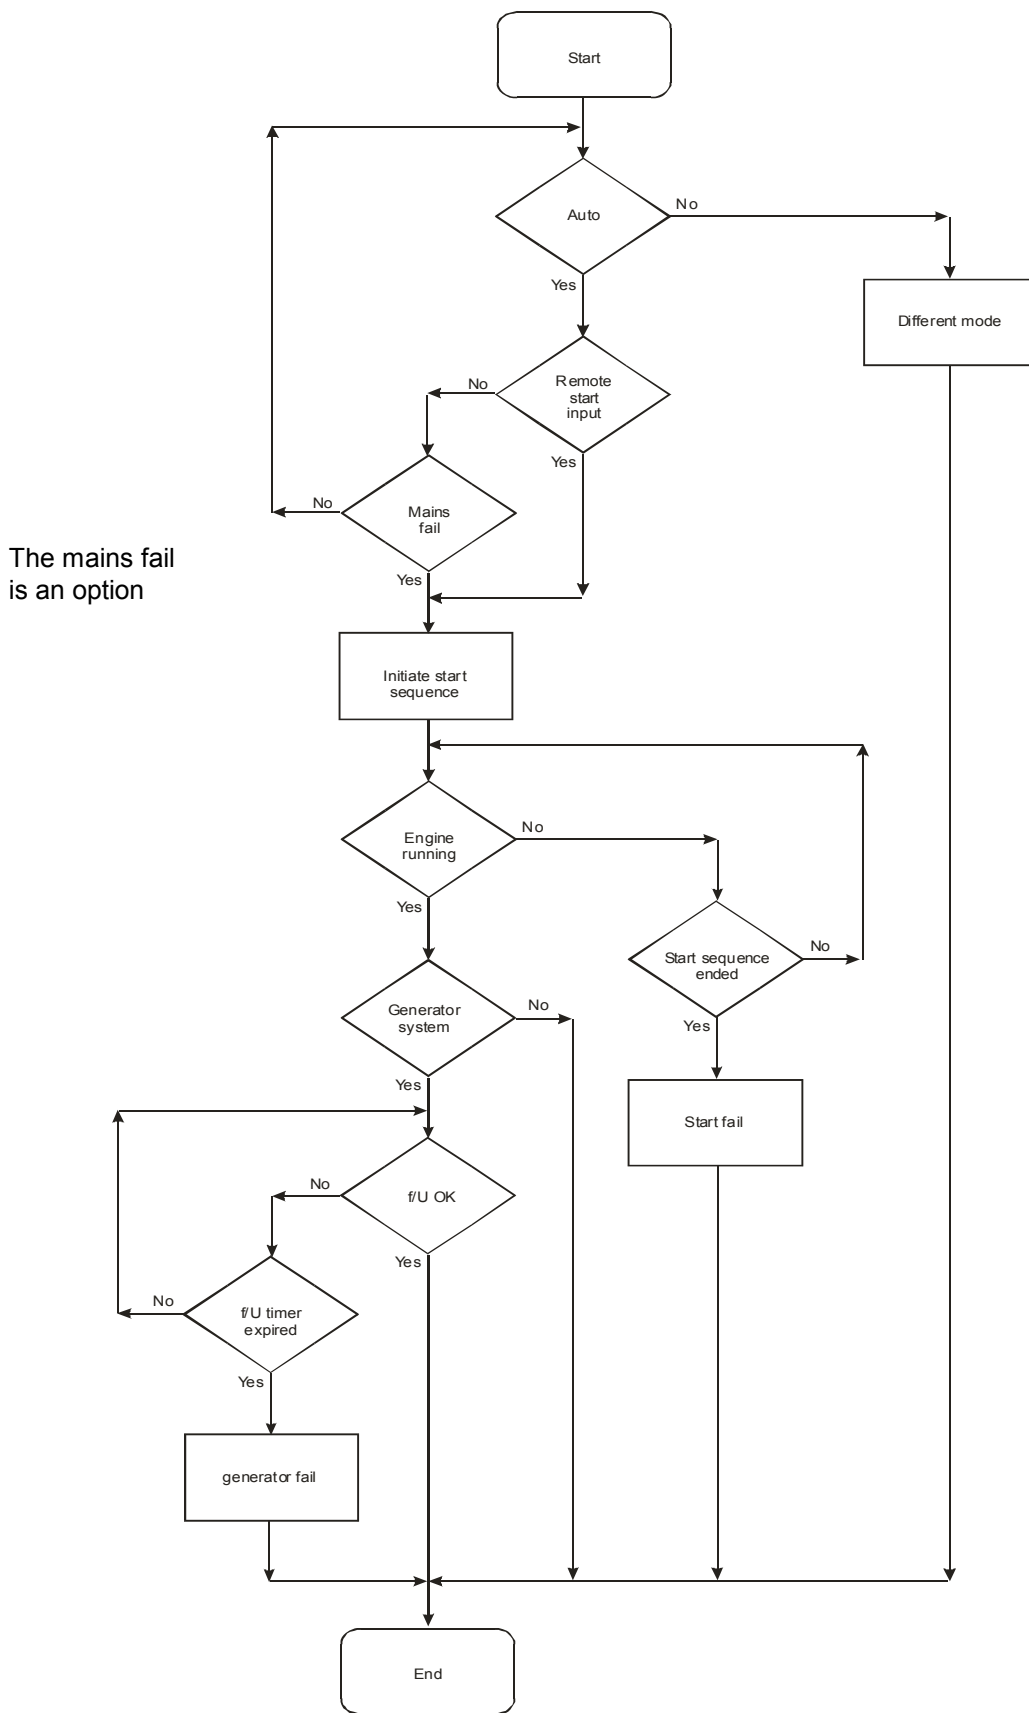 Start
Auto
No
Yes
Different mode
Remote
start
input
No
Yes
Mains
fail
No
Yes
The mains fail
is an option
Initiate start
sequence
Engine
running
No
Yes
Start sequence
ended
No
Yes
Generator
system
No
Yes
Start fail
f/U OK
No
Yes
f/U timer
expired
No
Yes
generator fail
End